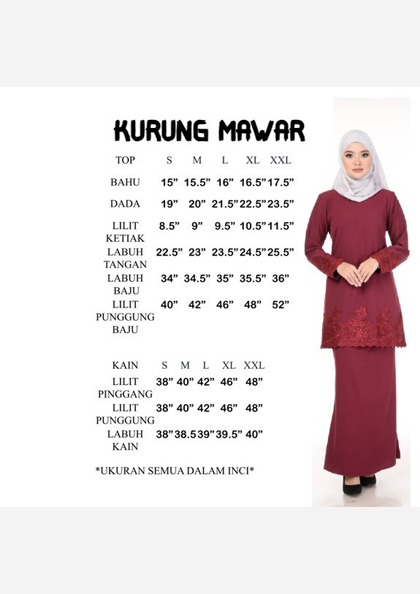 KURUNG MAWAR
TOP S M L XL XXL
BAHU 15” 15.5” 16” 16.5” 17.5”
DADA 19” 20” 21.5” 22.5” 23.5”
LILIT 8.5” 9” 9.5” 10.5” 11.5”
KETIAK
LABUH 22.5” 23” 23.5” 24.5” 25.5”
TANGAN
LABUH 34” 34.5” 35” 35.5” 36”
BAJU
LILIT 40” 42” 46” 48” 52”
PUNGGUNG
BAJU
KAIN S M L XL XXL
LILIT 38” 40” 42” 46” 48”
PINGGANG
LILIT 38” 40” 42” 46” 48”
PUNGGUNG
LABUH 38” 38.5 39” 39.5” 40”
KAIN
*UKURAN SEMUA DALAM INCI*